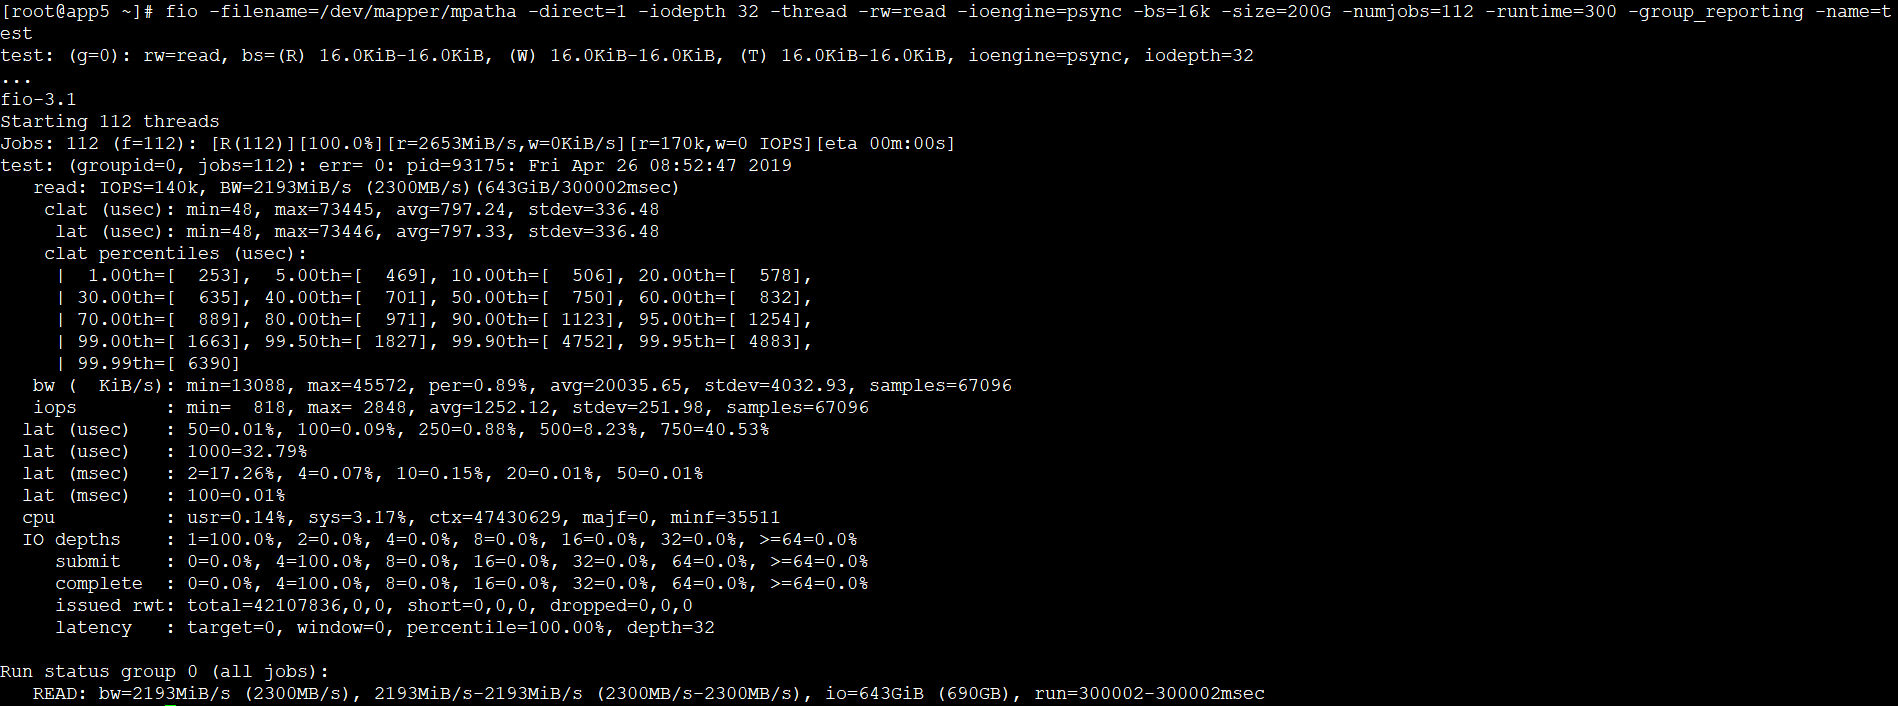 [root@app5 ~]# fio -filename=/dev/mapper/mpatha -direct=1 -iodepth 32 -thread -rw=read -ioengine=psync -bs=16k -size=200G -numjobs=112 -runtime=300 -group_reporting -name=t
est
test: (g=0): rw=read, bs=(R) 16.0KiB-16.0KiB, (W) 16.0KiB-16.0KiB, (T) 16.0KiB-16.0KiB, ioengine=psync, iodepth=32
...
fio-3.1
Starting 112 threads
Jobs: 112 (f=112): [R(112)][100.0%][r=2653MiB/s,w=0KiB/s][r=170k,w=0 IOPS][eta 00m:00s]
test: (groupid=0, jobs=112): err= 0: pid=93175: Fri Apr 26 08:52:47 2019
   read: IOPS=140k, BW=2193MiB/s (2300MB/s)(643GiB/300002msec)
    clat (usec): min=48, max=73445, avg=797.24, stdev=336.48
     lat (usec): min=48, max=73446, avg=797.33, stdev=336.48
    clat percentiles (usec):
     |  1.00th=[  253],  5.00th=[  469], 10.00th=[  506], 20.00th=[  578],
     | 30.00th=[  635], 40.00th=[  701], 50.00th=[  750], 60.00th=[  832],
     | 70.00th=[  889], 80.00th=[  971], 90.00th=[ 1123], 95.00th=[ 1254],
     | 99.00th=[ 1663], 99.50th=[ 1827], 99.90th=[ 4752], 99.95th=[ 4883],
     | 99.99th=[ 6390]
   bw (  KiB/s): min=13088, max=45572, per=0.89%, avg=20035.65, stdev=4032.93, samples=67096
   iops        : min=  818, max= 2848, avg=1252.12, stdev=251.98, samples=67096
  lat (usec)   : 50=0.01%, 100=0.09%, 250=0.88%, 500=8.23%, 750=40.53%
  lat (usec)   : 1000=32.79%
  lat (msec)   : 2=17.26%, 4=0.07%, 10=0.15%, 20=0.01%, 50=0.01%
  lat (msec)   : 100=0.01%
  cpu          : usr=0.14%, sys=3.17%, ctx=47430629, majf=0, minf=35511
  IO depths    : 1=100.0%, 2=0.0%, 4=0.0%, 8=0.0%, 16=0.0%, 32=0.0%, >=64=0.0%
     submit    : 0=0.0%, 4=100.0%, 8=0.0%, 16=0.0%, 32=0.0%, 64=0.0%, >=64=0.0%
     complete  : 0=0.0%, 4=100.0%, 8=0.0%, 16=0.0%, 32=0.0%, 64=0.0%, >=64=0.0%
     issued rwt: total=42107836,0,0, short=0,0,0, dropped=0,0,0
     latency   : target=0, window=0, percentile=100.00%, depth=32

Run status group 0 (all jobs):
   READ: bw=2193MiB/s (2300MB/s), 2193MiB/s-2193MiB/s (2300MB/s-2300MB/s), io=643GiB (690GB), run=300002-300002msec